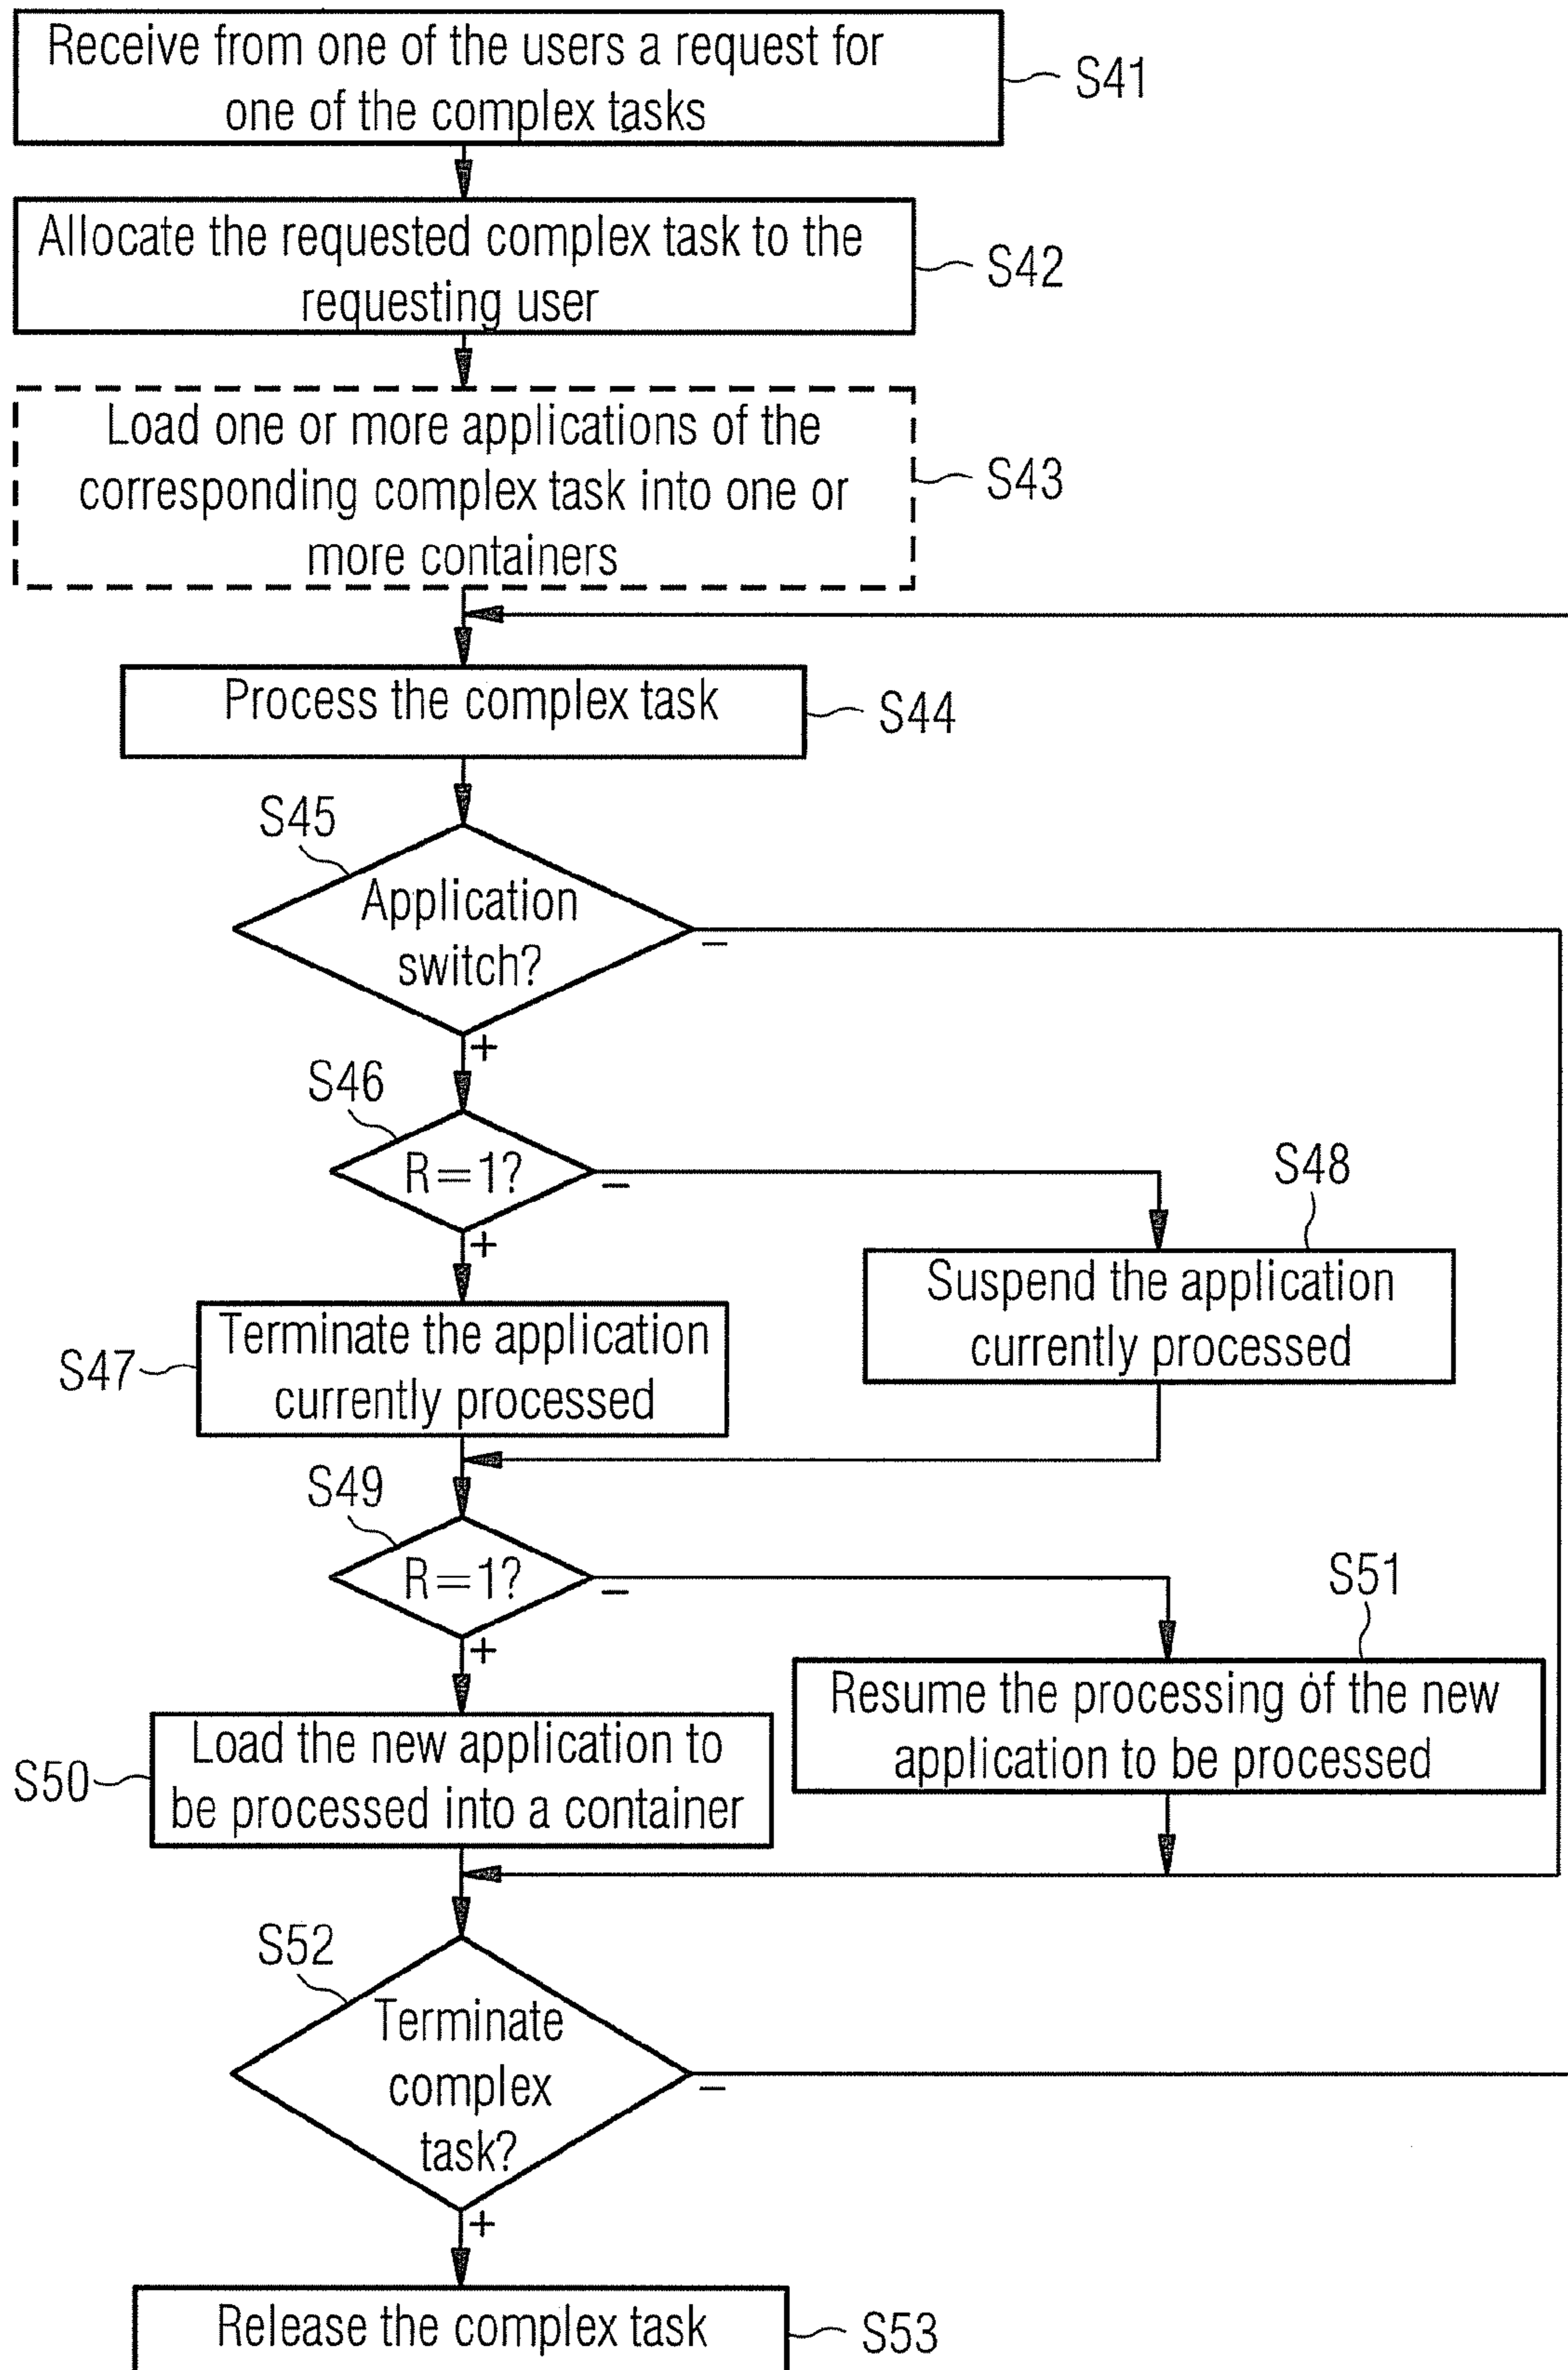 Receive from one of the users a request for
one of the complex tasks
S41
Allocate the requested complex task to the
requesting user
S42
Load one or more applications of the
corresponding complex task into one or
more containers
S43
Process the complex task
S44
S45
Application
switch?
–
+
S46
R=1?
–
+
S48
Suspend the application
currently processed
Terminate the application
currently processed
S47
S49
R=1?
–
+
S51
Resume the processing of the new
application to be processed
Load the new application to
be processed into a container
S50
S52
Terminate
complex
task?
–
+
Release the complex task
S53